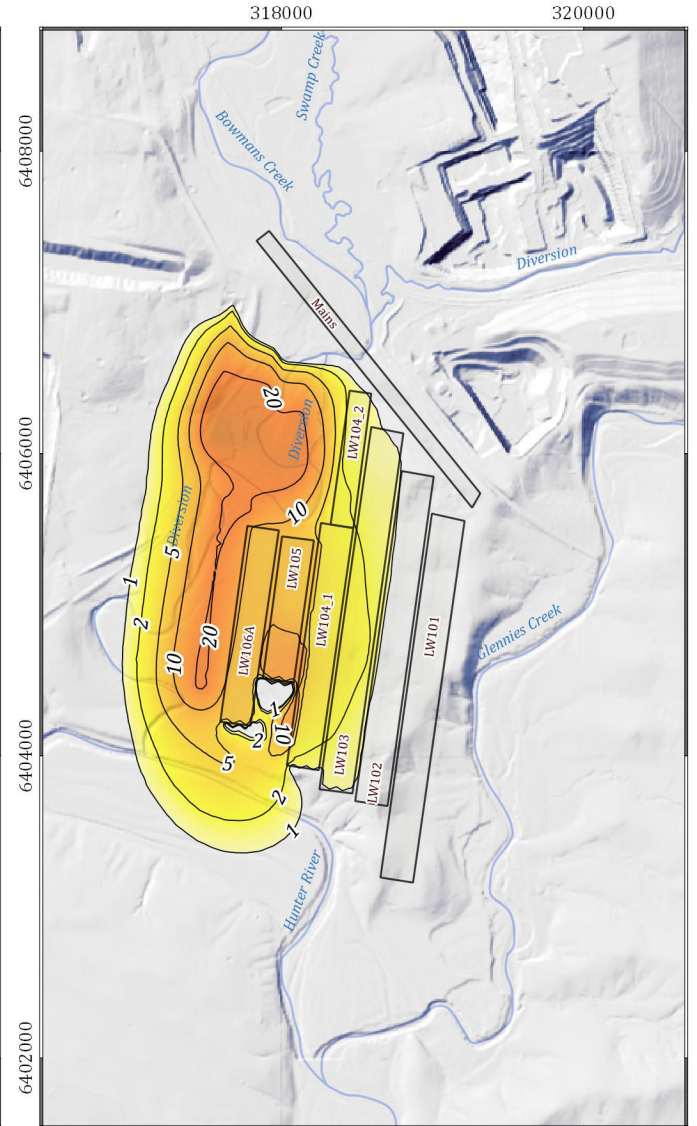 318000
320000
6408000
6406000
6404000
6402000
Swamp Creek
Bowmans Creek
Diversion
Mains
20
Diversion
LW104_2
Diversion
10
5
1
2
LW105
LW104_1
LW106A
20
10
LW101
Glennies Creek
1
10
2
5
LW103
LW102
2
1
Hunter River